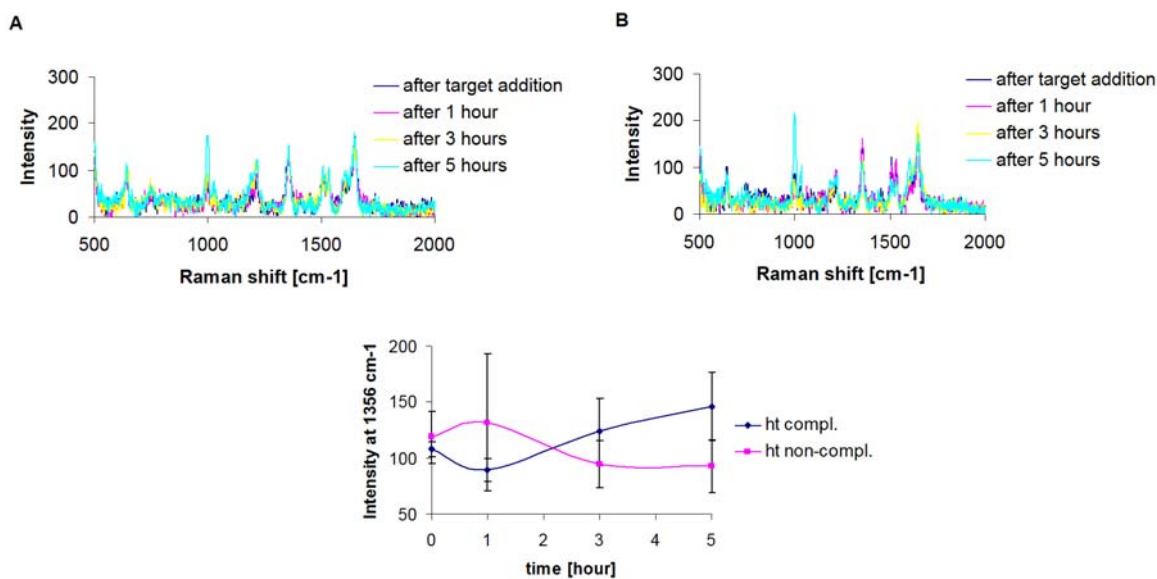 A
300
200
100
0
Intensity
500 1000 1500 2000
Raman shift [cm-1]
after target addition
after 1 hour
after 3 hours
after 5 hours
B
300
200
100
0
Intensity
500 1000 1500 2000
Raman shift [cm-1]
after target addition
after 1 hour
after 3 hours
after 5 hours
200
150
100
50
Intensity at 1356 cm-1
0 1 2 3 4 5
time [hour]
ht compl.
ht non-compl.